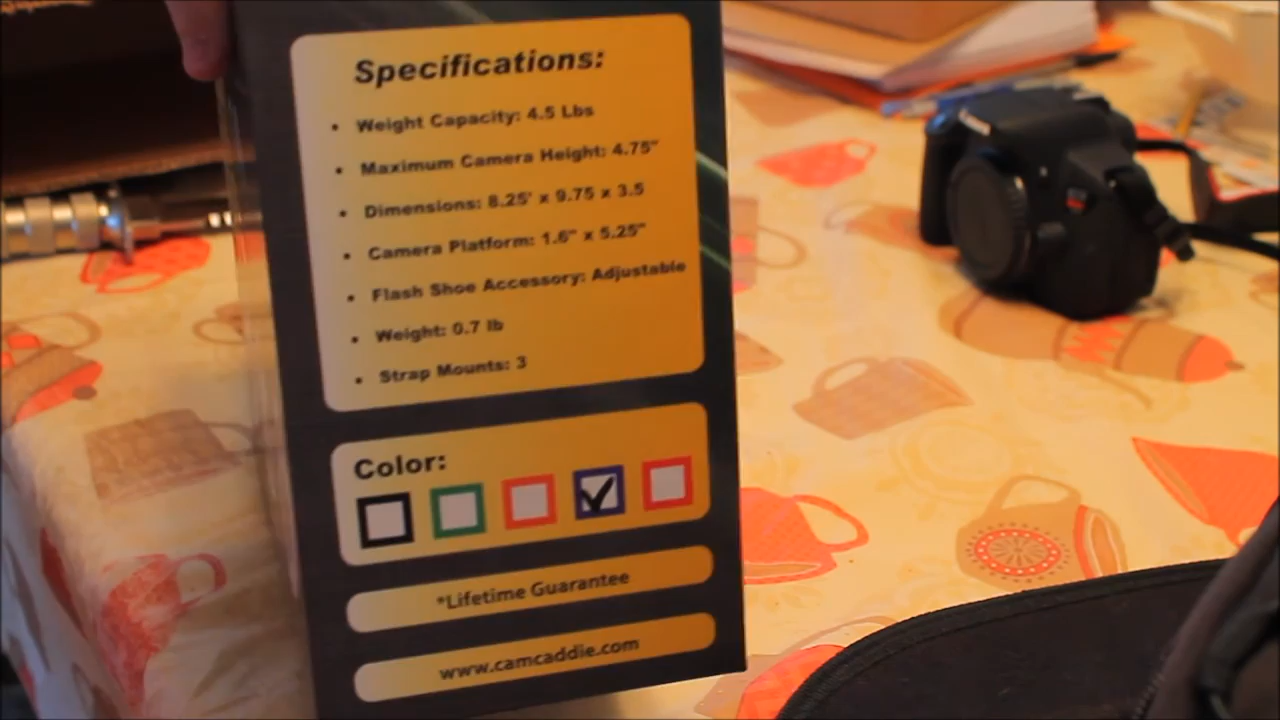 Specifications:
• Weight Capacity: 4.5 Lbs
• Maximum Camera Height: 4.75"
• Dimensions: 8.25' x 9.75 x 3.5
• Camera Platform: 1.6" x 5.25"
• Flash Shoe Accessory: Adjustable
• Weight: 0.7 lb
• Strap Mounts: 3
Color:
*Lifetime Guarantee
www.camcaddie.com